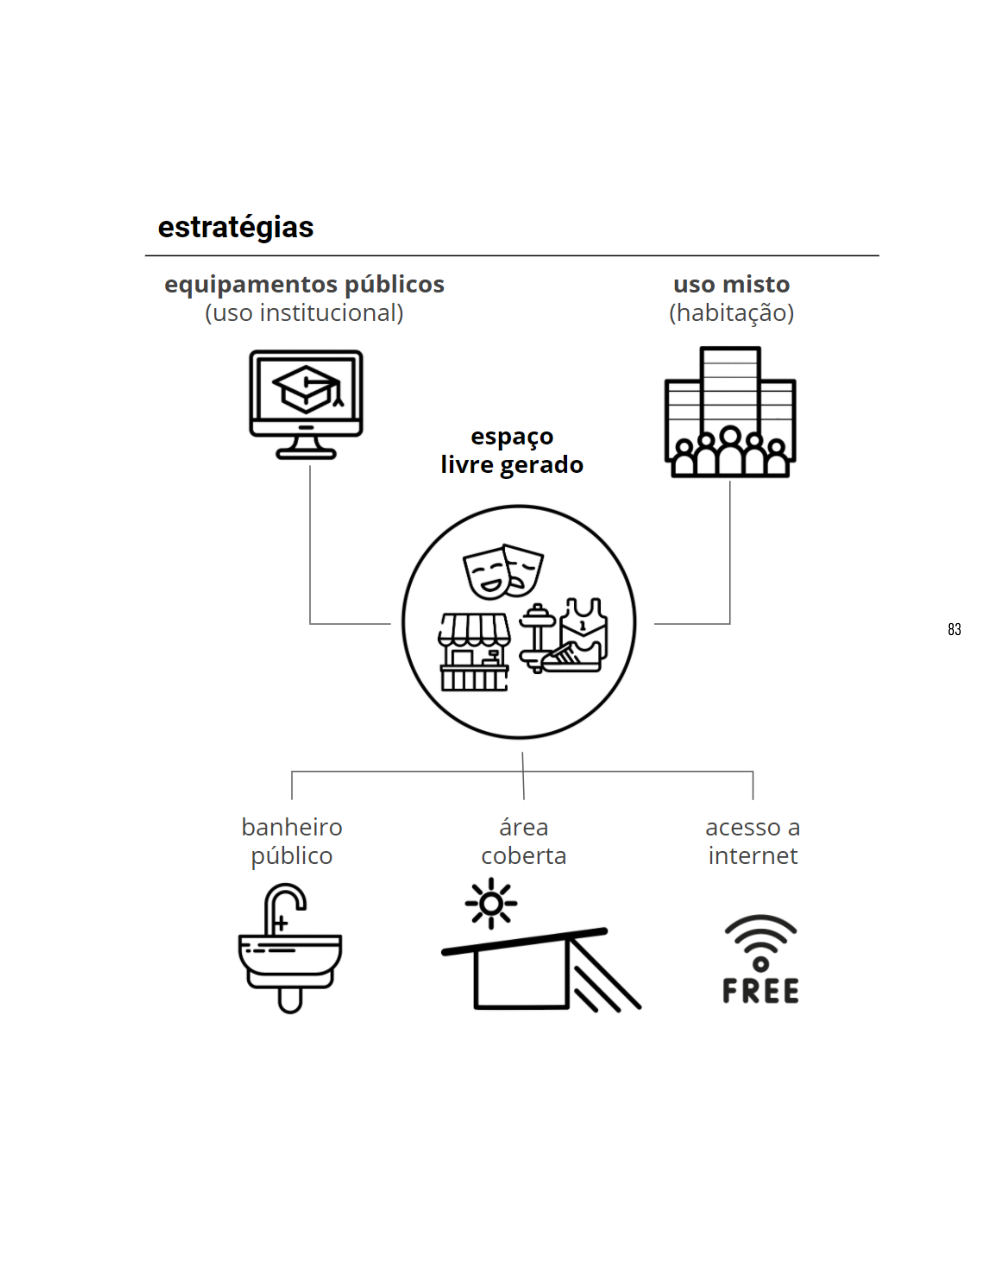 estratégias
equipamentos públicos
(uso institucional)
uso misto
(habitação)
espaço
livre gerado
1
83
banheiro
público
área
coberta
acesso a
internet
FREE